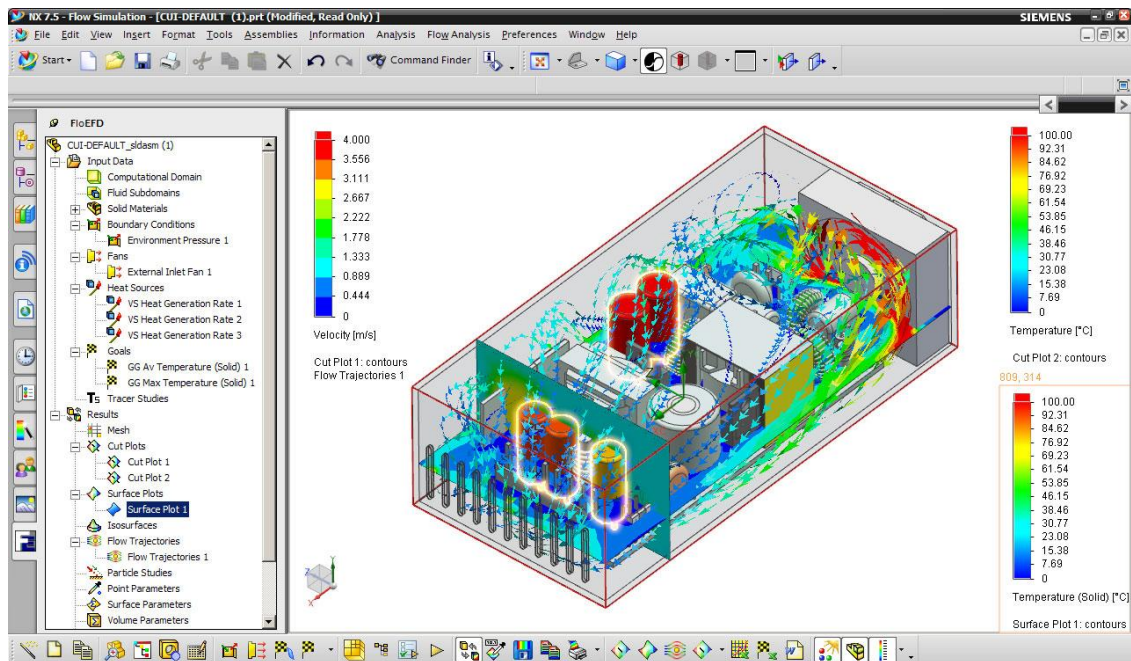 NX 7.5 - Flow Simulation - [CUI-DEFAULT (1).prt (Modified, Read Only) ]
SIEMENS
File Edit View Insert Format Tools Assemblies Information Analysis Flow Analysis Preferences Window Help
Start
Command Finder
FloEFD
CUI-DEFAULT_sldasm (1)
Input Data
Computational Domain
Fluid Subdomains
Solid Materials
Boundary Conditions
Environment Pressure 1
Fans
External Inlet Fan 1
Heat Sources
VS Heat Generation Rate 1
VS Heat Generation Rate 2
VS Heat Generation Rate 3
Goals
GG Av Temperature (Solid) 1
GG Max Temperature (Solid) 1
Ts Tracer Studies
Results
Mesh
Cut Plots
Cut Plot 1
Cut Plot 2
Surface Plots
Surface Plot 1
Isosurfaces
Flow Trajectories
Flow Trajectories 1
Particle Studies
Point Parameters
Surface Parameters
Volume Parameters
4.000
3.556
3.111
2.667
2.222
1.778
1.333
0.889
0.444
0
Velocity [m/s]
Cut Plot 1: contours
Flow Trajectories 1
Y
Z
X
100.00
92.31
84.62
76.92
69.23
61.54
53.85
46.15
38.46
30.77
23.08
15.38
7.69
0
Temperature [°C]
Cut Plot 2: contours
809, 314
100.00
92.31
84.62
76.92
69.23
61.54
53.85
46.15
38.46
30.77
23.08
15.38
7.69
0
Temperature (Solid) [°C]
Surface Plot 1: contours